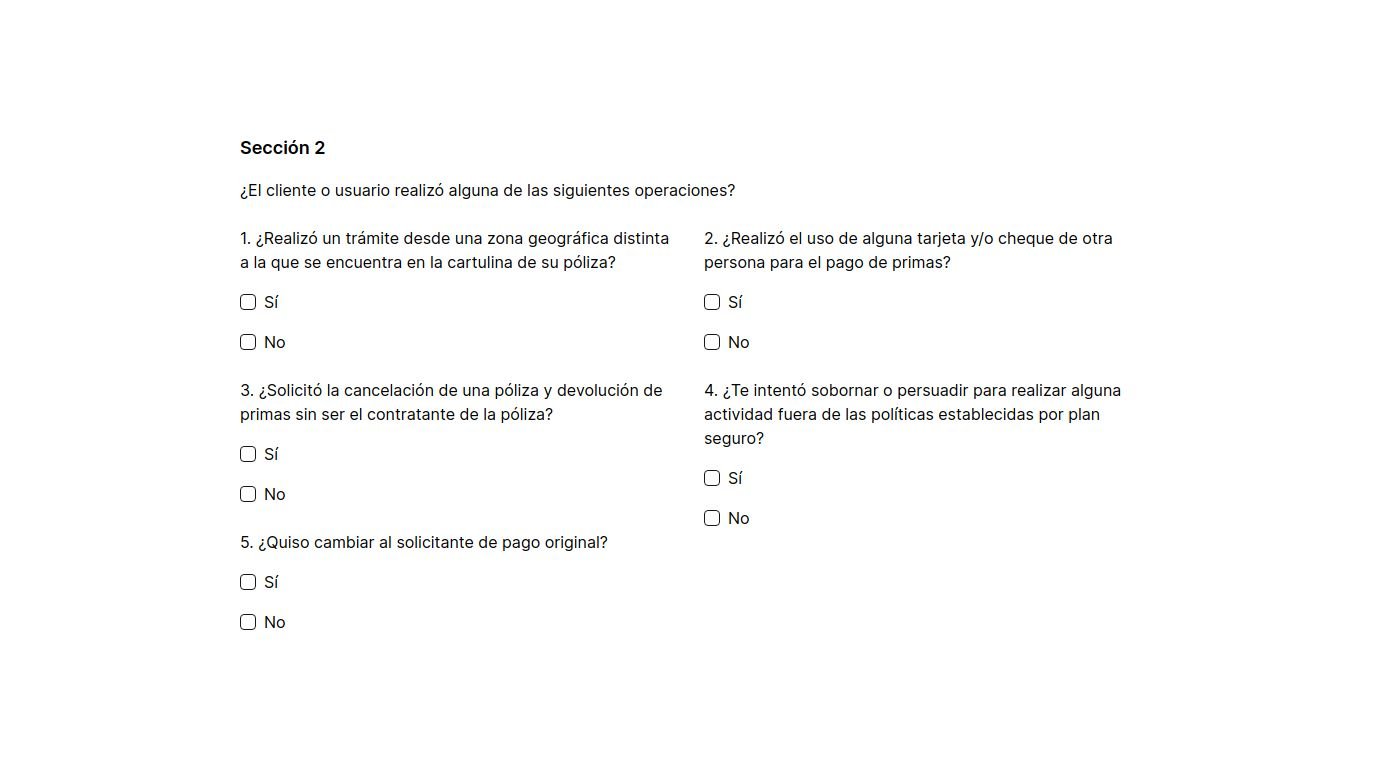 Sección 2
¿El cliente o usuario realizó alguna de las siguientes operaciones?
1. ¿Realizó un trámite desde una zona geográfica distinta
a la que se encuentra en la cartulina de su póliza?
Sí
No
2. ¿Realizó el uso de alguna tarjeta y/o cheque de otra
persona para el pago de primas?
Sí
No
3. ¿Solicitó la cancelación de una póliza y devolución de
primas sin ser el contratante de la póliza?
Sí
No
4. ¿Te intentó sobornar o persuadir para realizar alguna
actividad fuera de las políticas establecidas por plan
seguro?
Sí
No
5. ¿Quiso cambiar al solicitante de pago original?
Sí
No